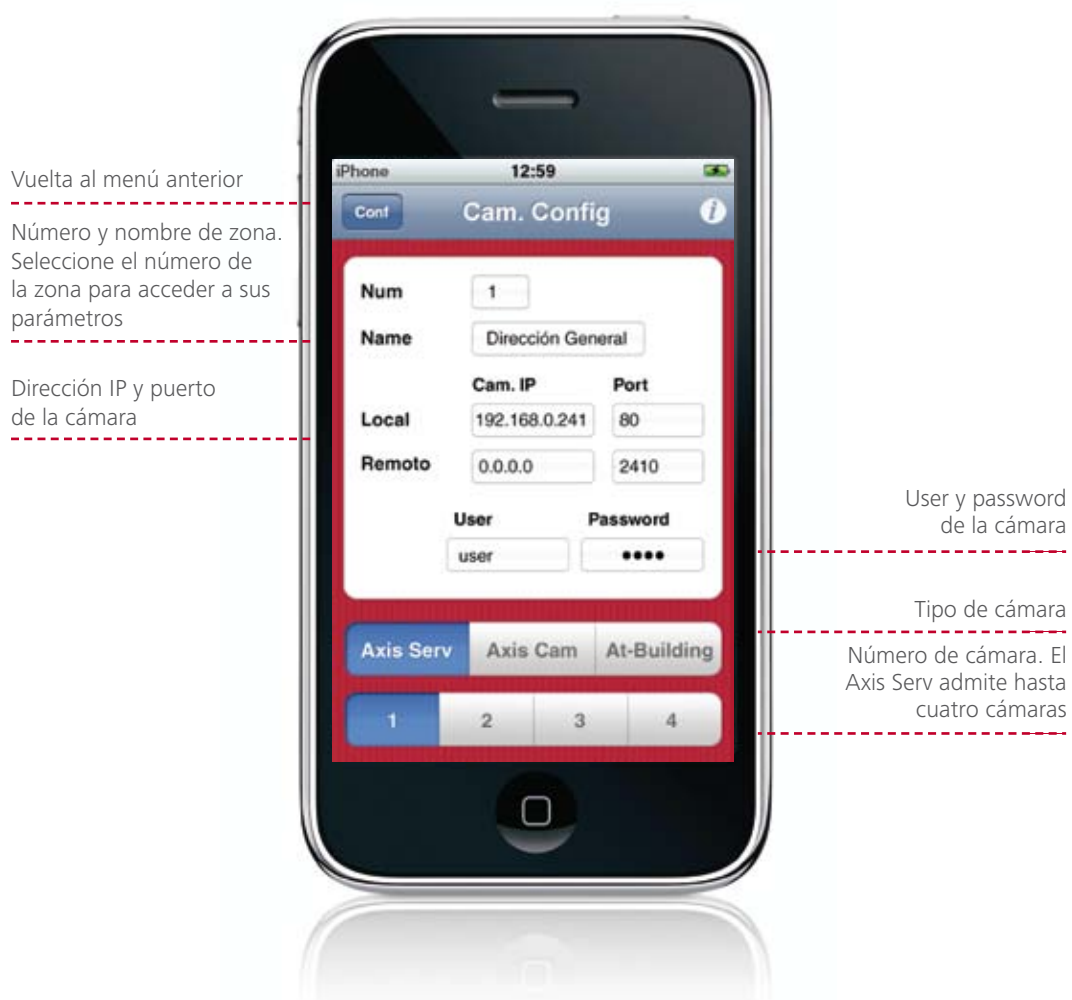 Vuelta al menú anterior
Número y nombre de zona.
Seleccione el número de
la zona para acceder a sus
parámetros
Dirección IP y puerto
de la cámara
iPhone 12:59
Conf Cam. Config i
Num 1
Name Dirección General
Cam. IP Port
Local 192.168.0.241 80
Remoto 0.0.0.0 2410
User Password
user ••••
Axis Serv Axis Cam At-Building
1 2 3 4
User y password
de la cámara
Tipo de cámara
Número de cámara. El
Axis Serv admite hasta
cuatro cámaras